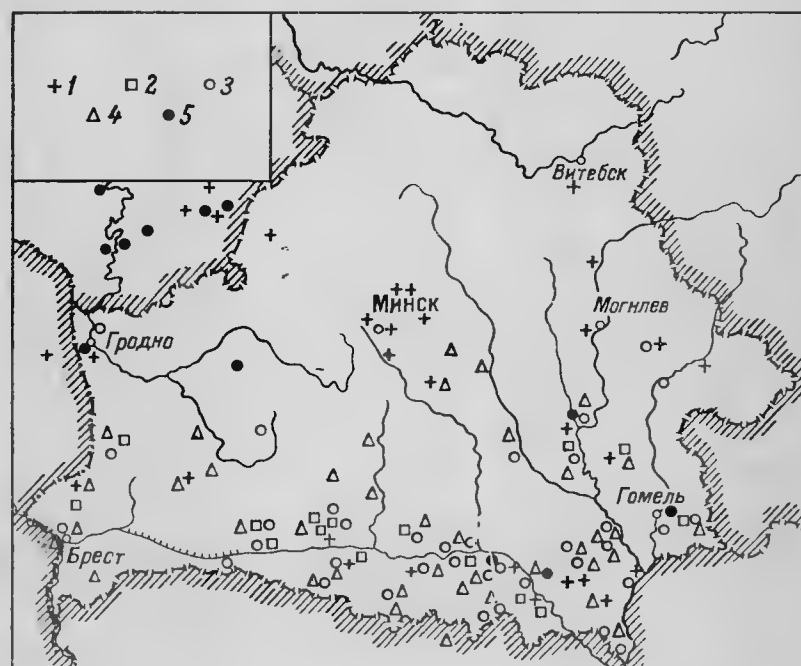 1 2 3
4 5
Витебск
Минск
Могилев
Гродно
Гомель
Брест